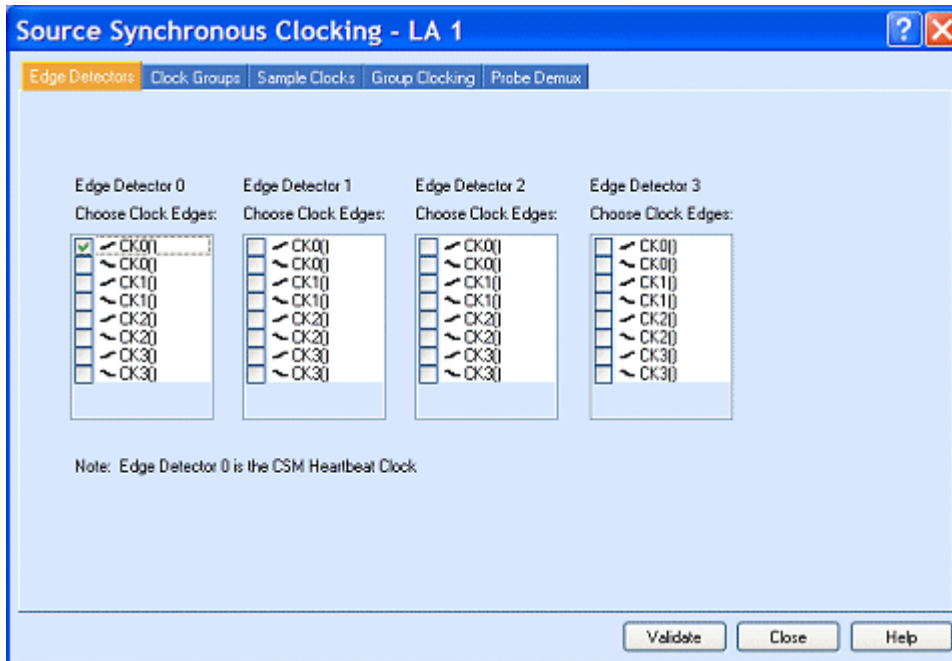 Source Synchronous Clocking - LA 1
Edge Detectors Clock Groups Sample Clocks Group Clocking Probe Demux
Edge Detector 0 Edge Detector 1 Edge Detector 2 Edge Detector 3
Choose Clock Edges: Choose Clock Edges: Choose Clock Edges: Choose Clock Edges:
CK0() CK0() CK0() CK0()
CK0() CK0() CK0() CK0()
CK1() CK1() CK1() CK1()
CK1() CK1() CK1() CK1()
CK2() CK2() CK2() CK2()
CK2() CK2() CK2() CK2()
CK3() CK3() CK3() CK3()
CK3() CK3() CK3() CK3()
Note: Edge Detector 0 is the CSM Heartbeat Clock
Validate Close Help